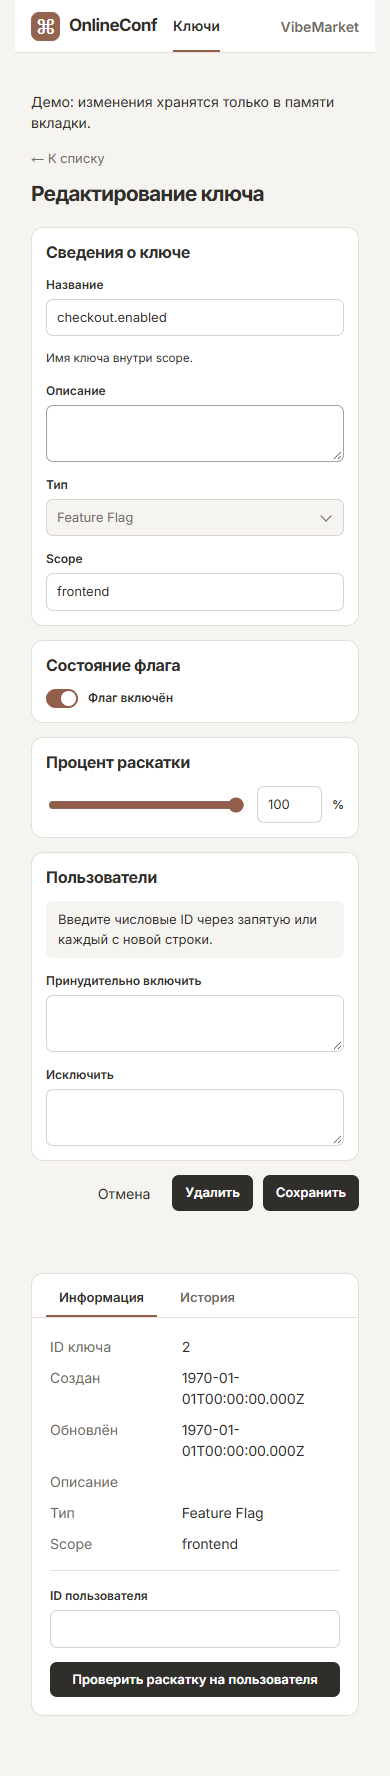 OnlineConf Ключи VibeMarket
Демо: изменения хранятся только в памяти
вкладки.
← К списку
Редактирование ключа
Сведения о ключе
Название
checkout.enabled
Имя ключа внутри scope.
Описание
Тип
Feature Flag
Scope
frontend
Состояние флага
Флаг включён
Процент раскатки
100 %
Пользователи
Введите числовые ID через запятую или
каждый с новой строки.
Принудительно включить
Исключить
Отмена Удалить Сохранить
Информация История
ID ключа 2
Создан 1970-01-
01T00:00:00.000Z
Обновлён 1970-01-
01T00:00:00.000Z
Описание
Тип Feature Flag
Scope frontend
ID пользователя
Проверить раскатку на пользователя